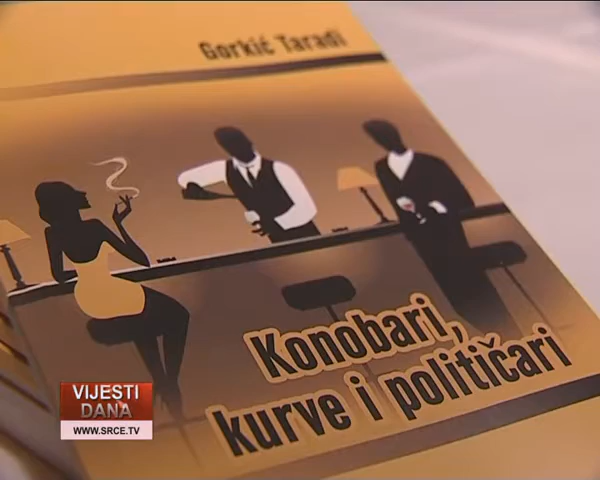 Gorkić Taradi
Konobari,
kurve i političari
VIJESTI
DANA
WWW.SRCE.TV